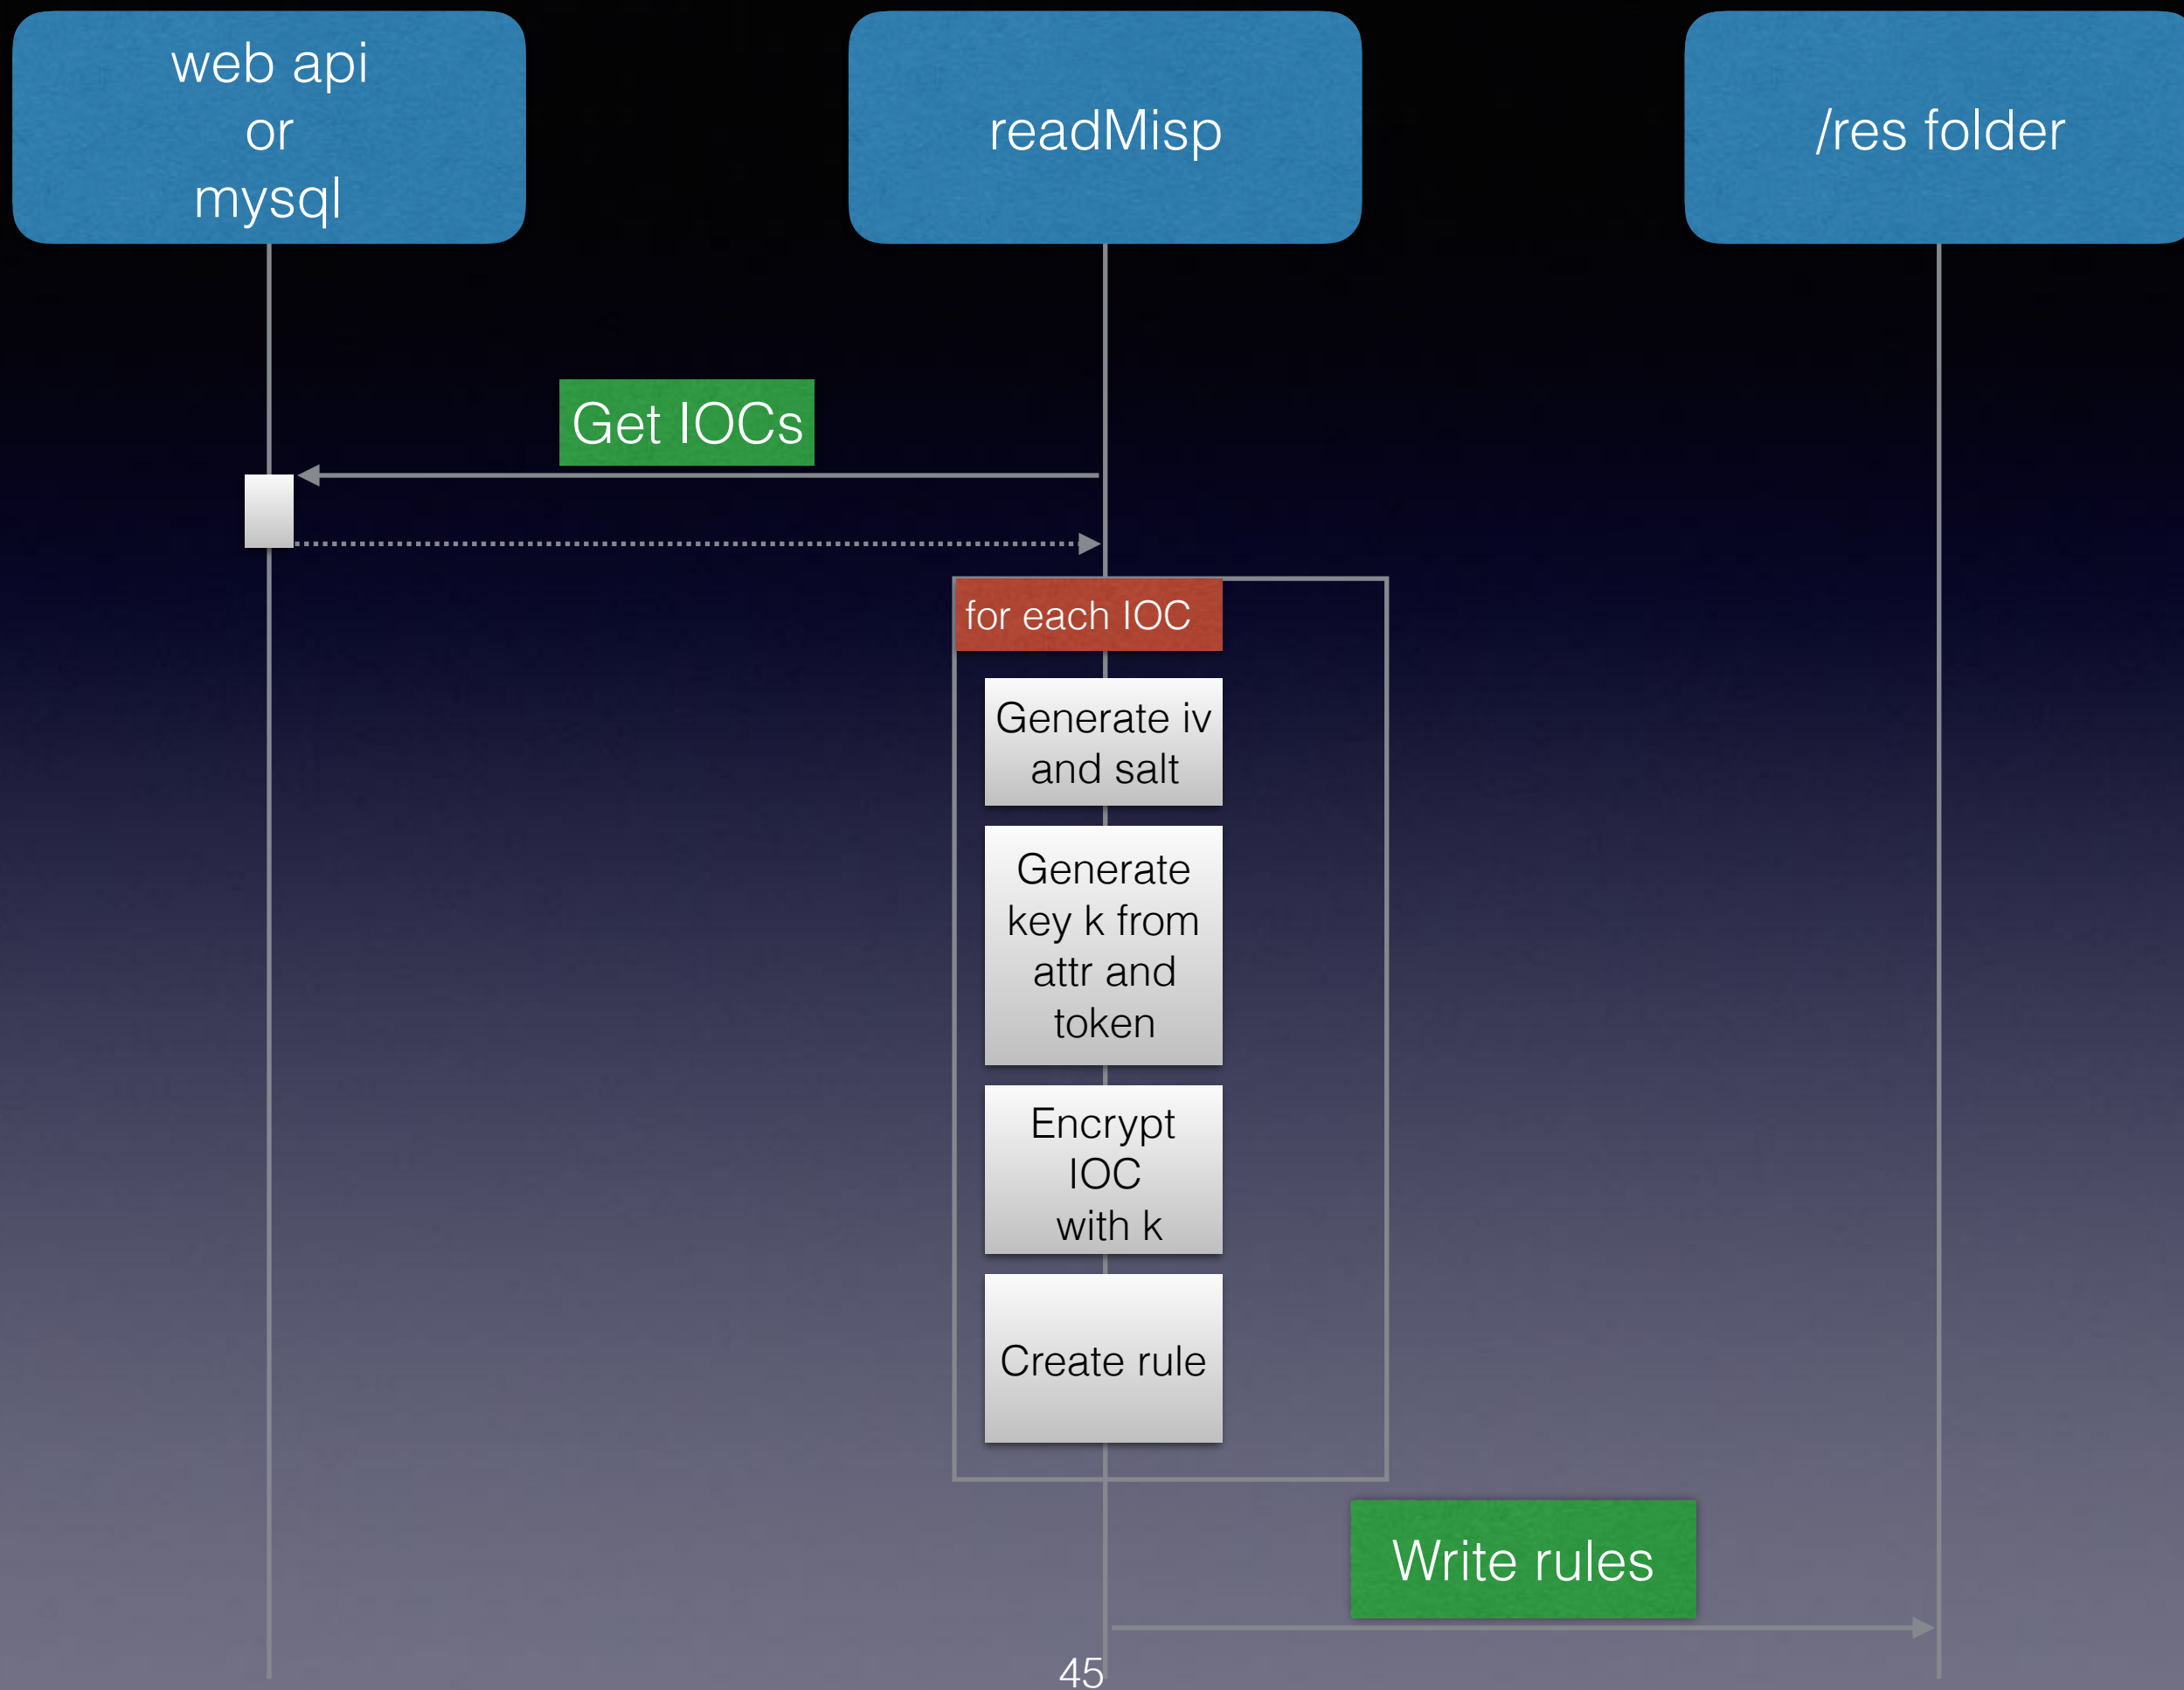 web api
or
mysql
readMisp
/res folder
Get IOCs
for each IOC
Generate iv
and salt
Generate
key k from
attr and
token
Encrypt
IOC
with k
Create rule
Write rules
45